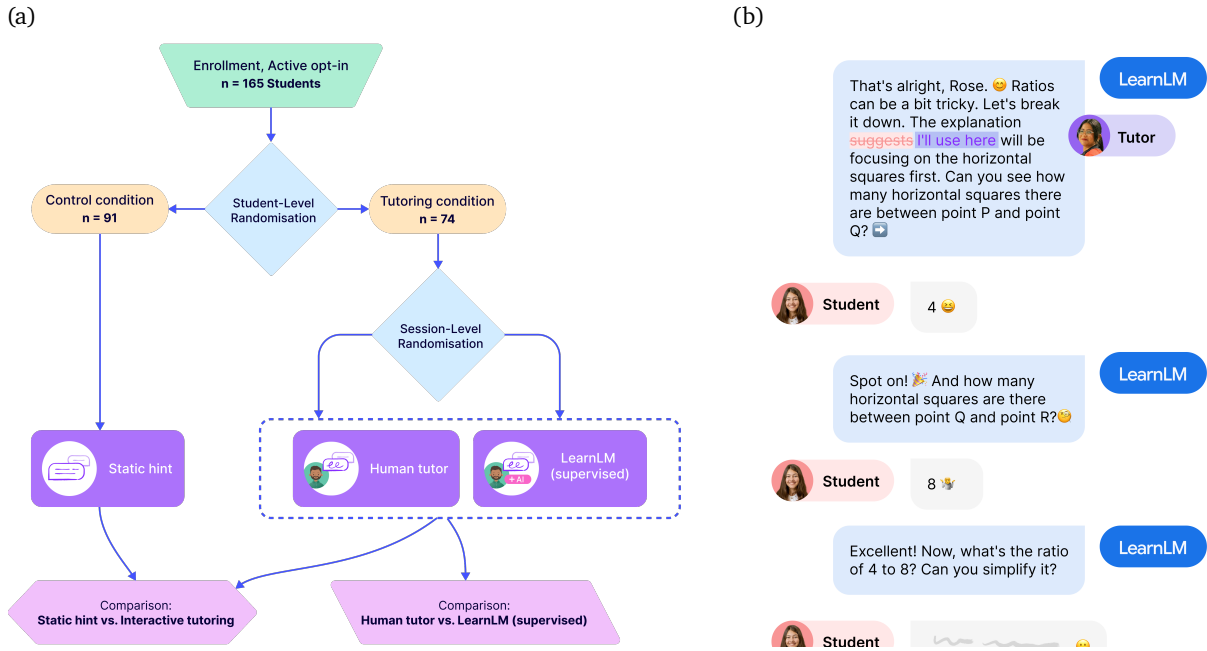 (a)
Enrollment, Active opt-in
n = 165 Students
Student-Level
Randomisation
Control condition
n = 91
Tutoring condition
n = 74
Session-Level
Randomisation
Static hint
Human tutor
+ AI
LearnLM
(supervised)
Comparison:
Static hint vs. Interactive tutoring
Comparison:
Human tutor vs. LearnLM (supervised)
(b)
LearnLM
Tutor
That's alright, Rose. 😊 Ratios
can be a bit tricky. Let's break
it down. The explanation
suggests I'll use here will be
focusing on the horizontal
squares first. Can you see how
many horizontal squares there
are between point P and point
Q? ➡️
Student
4 😆
LearnLM
Spot on! 🎉 And how many
horizontal squares are there
between point Q and point R?🧐
Student
8 🤷‍♀️
LearnLM
Excellent! Now, what's the ratio
of 4 to 8? Can you simplify it?
Student